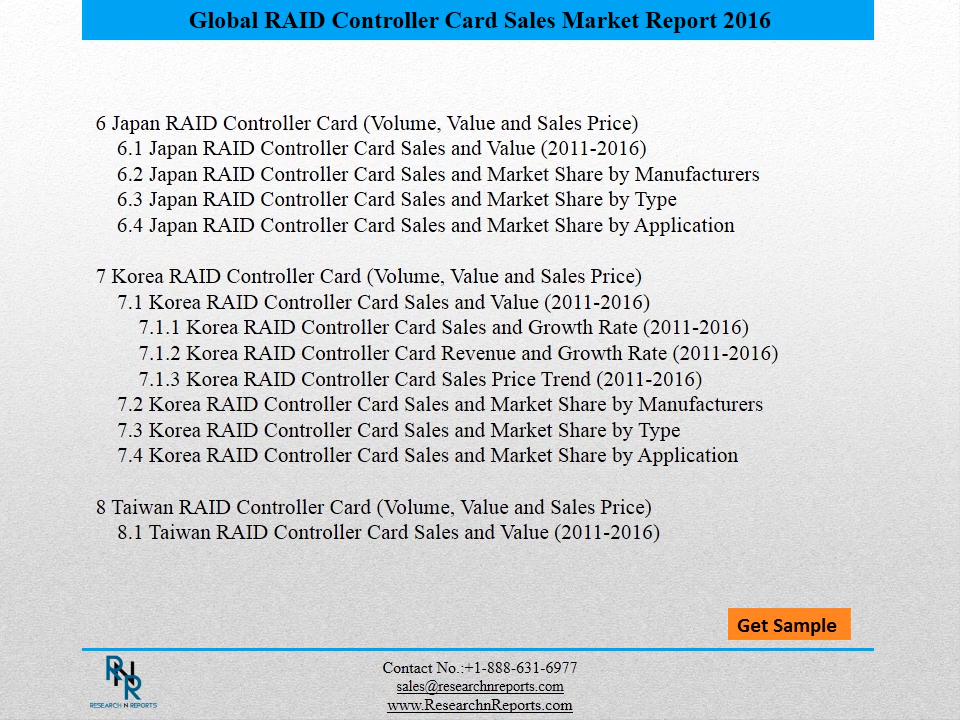 Global RAID Controller Card Sales Market Report 2016
6 Japan RAID Controller Card (Volume, Value and Sales Price)
6.1 Japan RAID Controller Card Sales and Value (2011-2016)
6.2 Japan RAID Controller Card Sales and Market Share by Manufacturers
6.3 Japan RAID Controller Card Sales and Market Share by Type
6.4 Japan RAID Controller Card Sales and Market Share by Application
7 Korea RAID Controller Card (Volume, Value and Sales Price)
7.1 Korea RAID Controller Card Sales and Value (2011-2016)
7.1.1 Korea RAID Controller Card Sales and Growth Rate (2011-2016)
7.1.2 Korea RAID Controller Card Revenue and Growth Rate (2011-2016)
7.1.3 Korea RAID Controller Card Sales Price Trend (2011-2016)
7.2 Korea RAID Controller Card Sales and Market Share by Manufacturers
7.3 Korea RAID Controller Card Sales and Market Share by Type
7.4 Korea RAID Controller Card Sales and Market Share by Application
8 Taiwan RAID Controller Card (Volume, Value and Sales Price)
8.1 Taiwan RAID Controller Card Sales and Value (2011-2016)
Get Sample
RNR
RESEARCH N REPORTS
Contact No.:+1-888-631-6977
sales@researchnreports.com
www.ResearchnReports.com